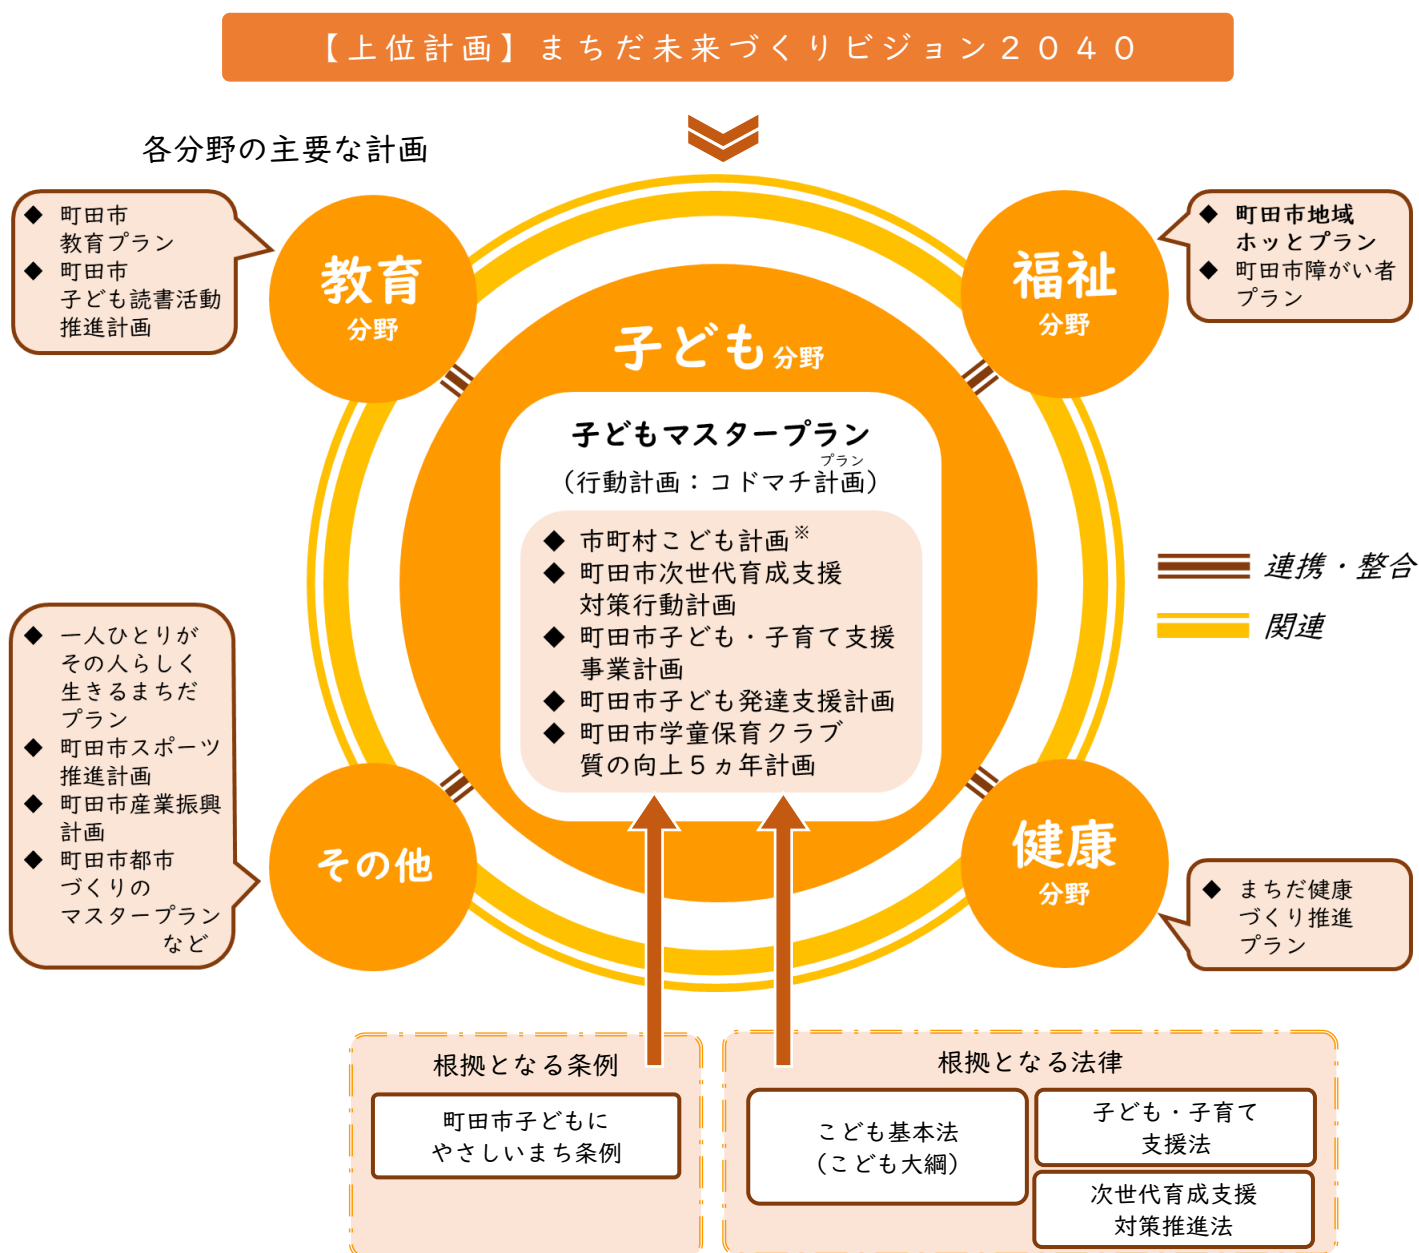 【上位計画】まちだ未来づくりビジョン２０４０
各分野の主要な計画
◆ 町田市
教育プラン
◆ 町田市
子ども読書活動
推進計画
教育
分野
福祉
分野
◆ 町田市地域
ホッとプラン
◆ 町田市障がい者
プラン
子ども分野
子どもマスタープラン
プラン
（行動計画：コドマチ計画）
◆ 市町村こども計画※
◆ 町田市次世代育成支援
対策行動計画
◆ 町田市子ども・子育て支援
事業計画
◆ 町田市子ども発達支援計画
◆ 町田市学童保育クラブ
質の向上５ヵ年計画
連携・整合
関連
◆ 一人ひとりが
その人らしく
生きるまちだ
プラン
◆ 町田市スポーツ
推進計画
◆ 町田市産業振興
計画
◆ 町田市都市
づくりの
マスタープラン
など
その他
健康
分野
◆ まちだ健康
づくり推進
プラン
根拠となる条例
町田市子どもに
やさしいまち条例
根拠となる法律
こども基本法
（こども大綱）
子ども・子育て
支援法
次世代育成支援
対策推進法